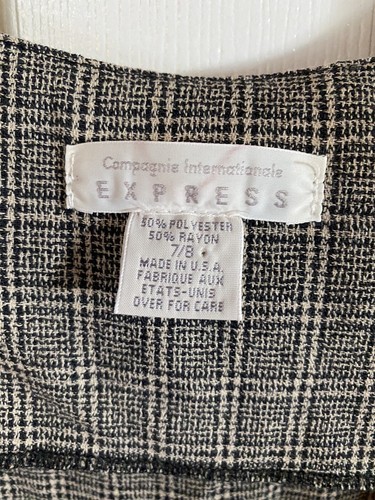 Compagnie Internationale
EXPRESS
50% POLYESTER
50% RAYON
7/8
MADE IN U.S.A.
FABRIQUE AUX
ETATS-UNIS
OVER FOR CARE